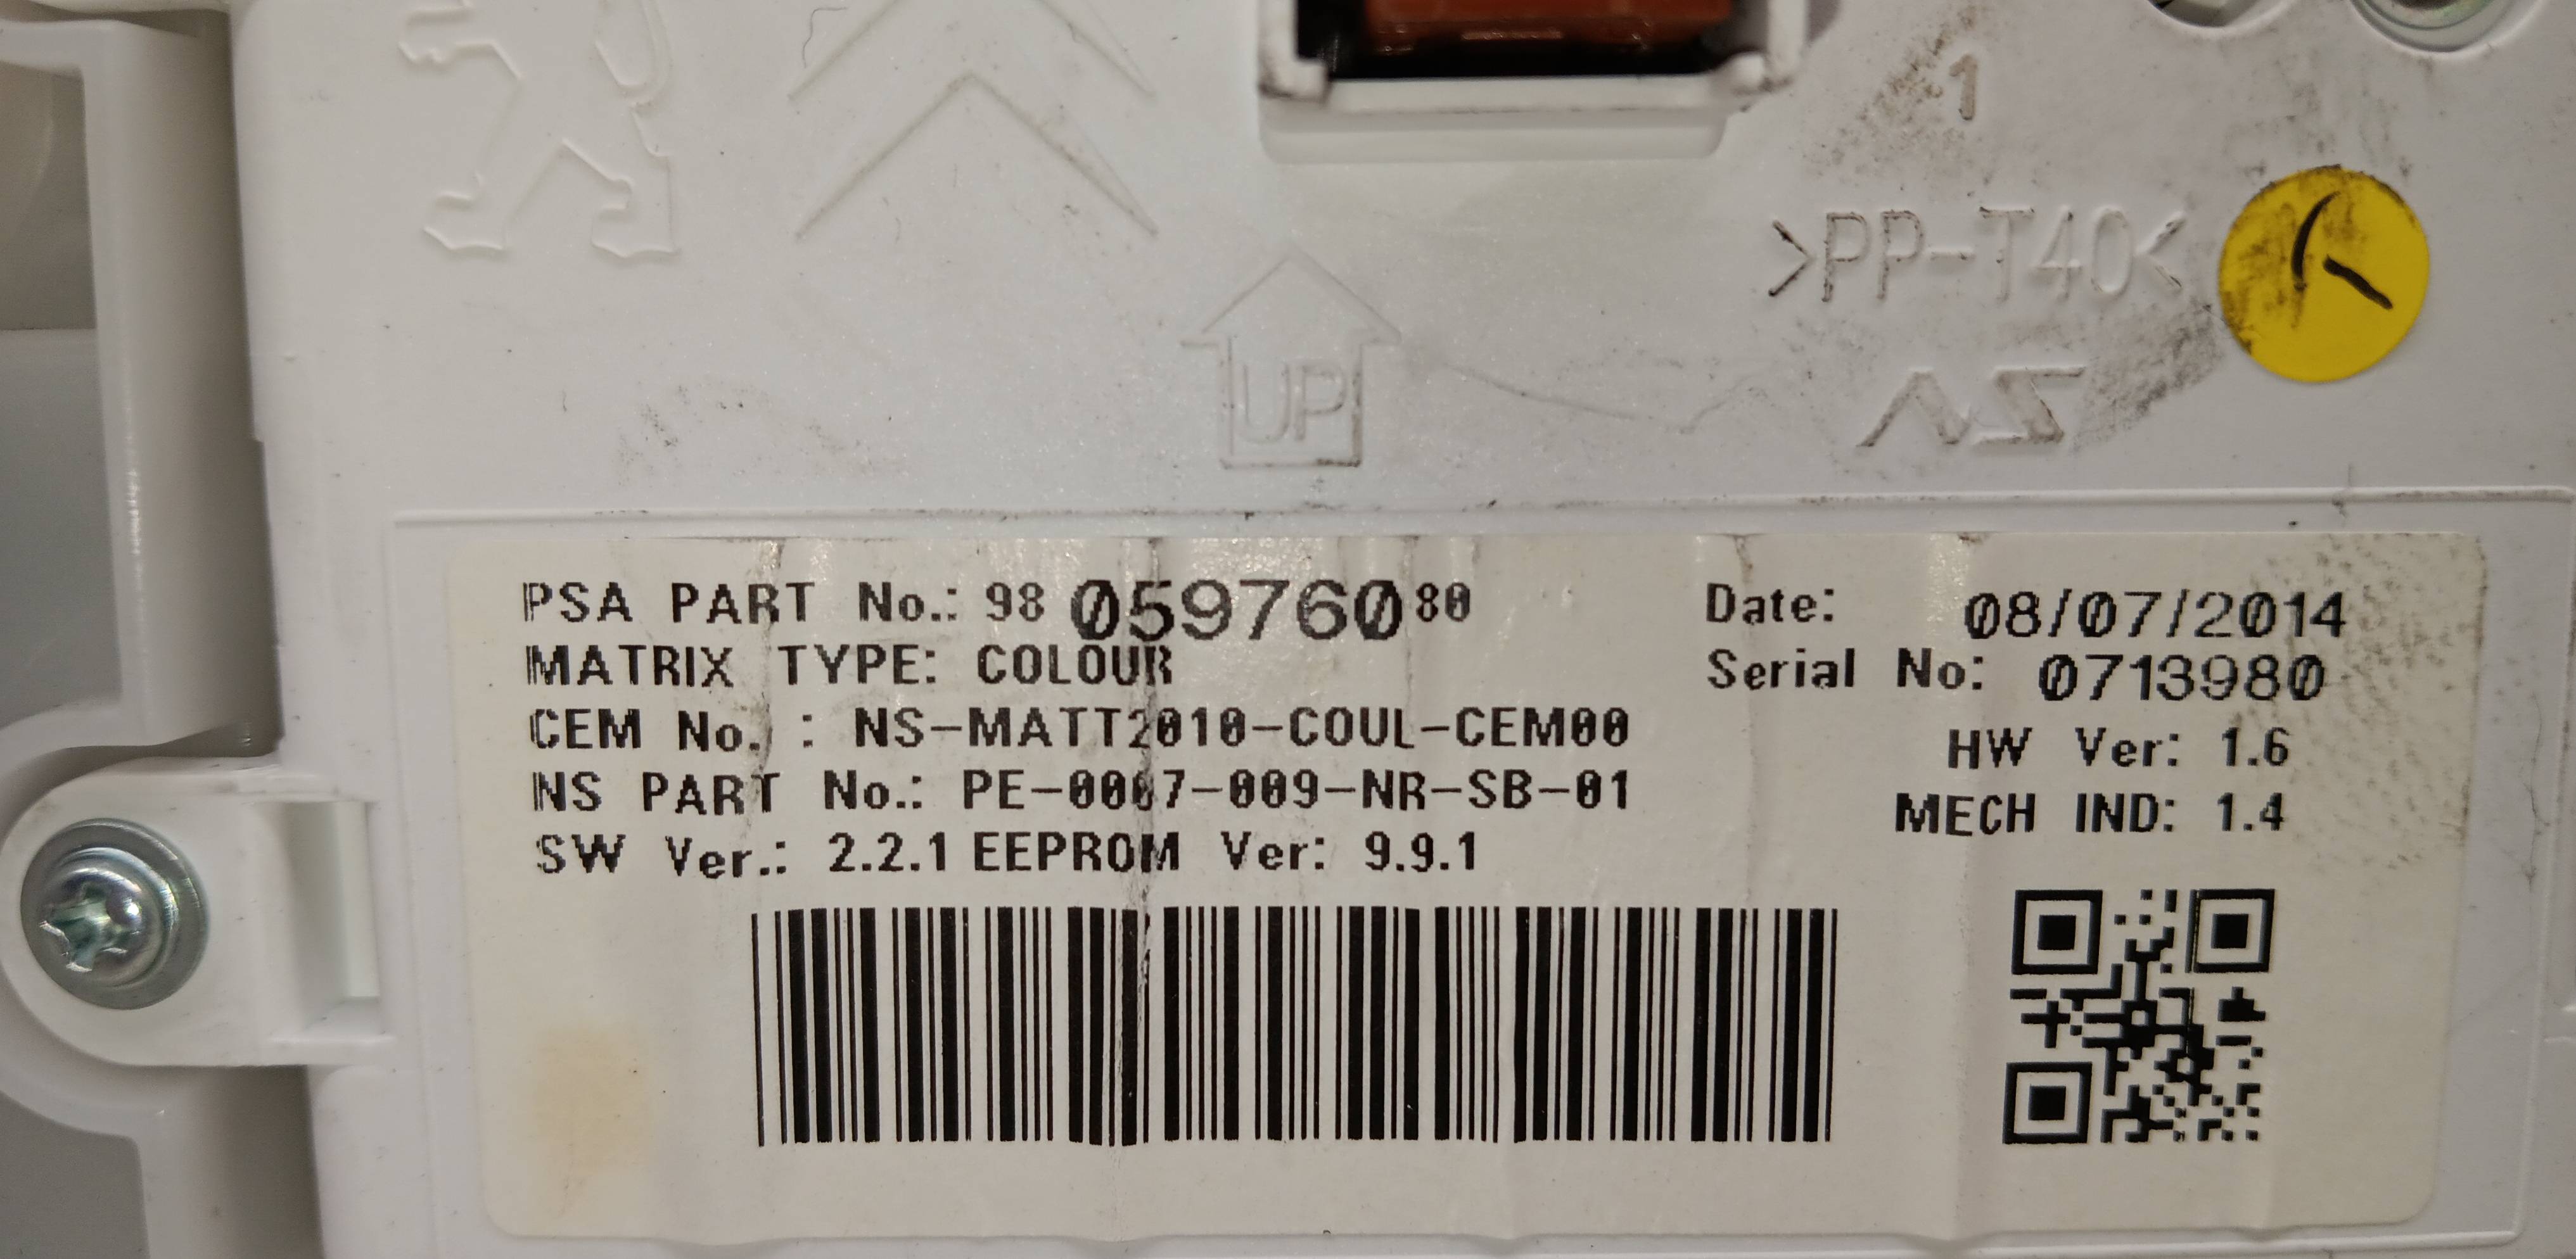 1
>PP-T40<
NS
UP
PSA PART No.: 98 059760 80
MATRIX TYPE: COLOUR
CEM No. : NS-MATT2010-COUL-CEM00
NS PART No.: PE-0007-009-NR-SB-01
SW Ver.: 2.2.1 EEPROM Ver: 9.9.1
Date: 08/07/2014
Serial No: 0713980
HW Ver: 1.6
MECH IND: 1.4